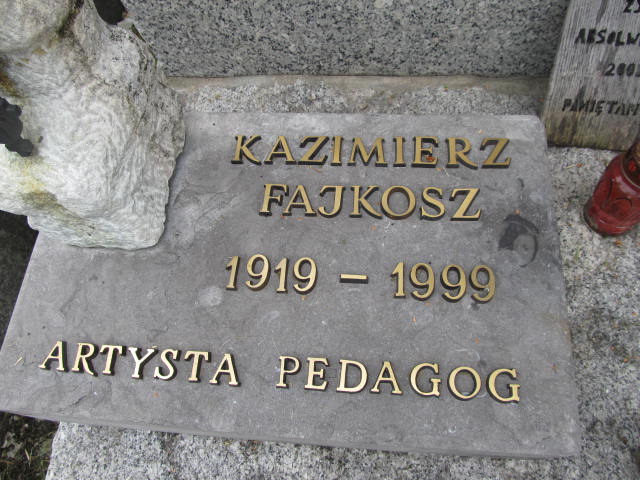 KAZIMIERZ
FAJKOSZ
1919 – 1999
ARTYSTA PEDAGOG